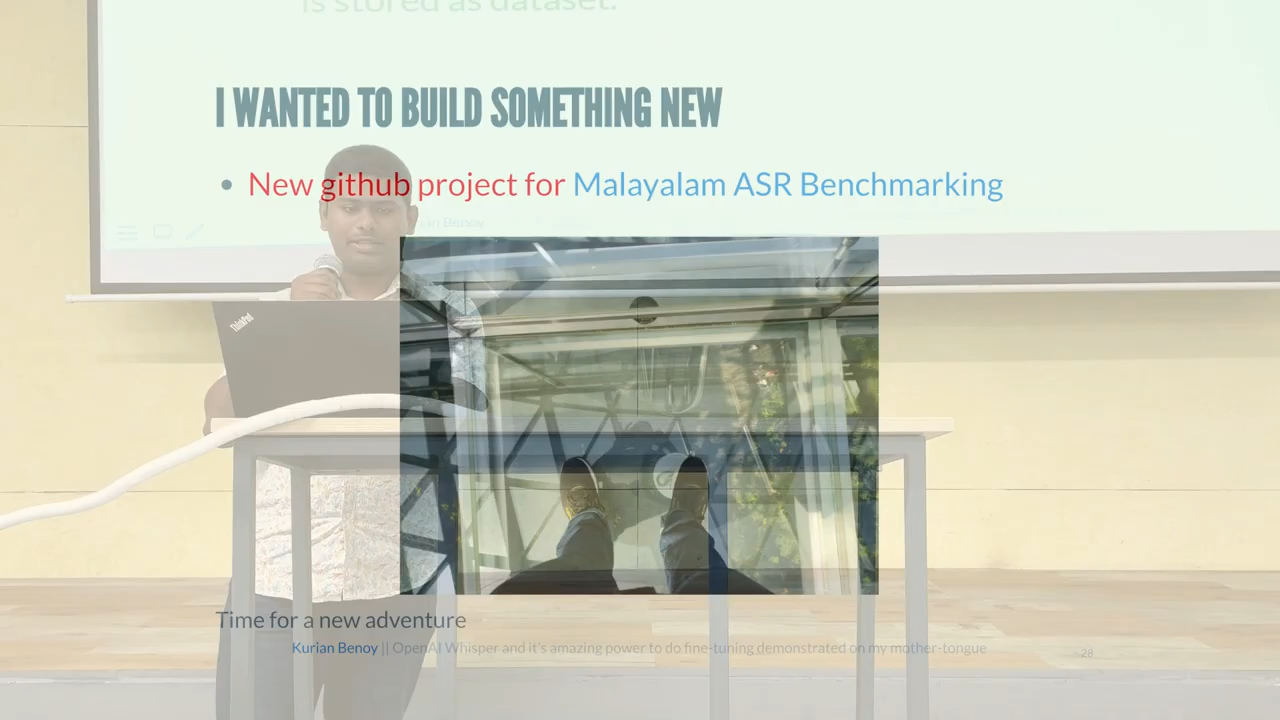 is stored as dataset.
I WANTED TO BUILD SOMETHING NEW
New github project for Malayalam ASR Benchmarking
Benoy
ThinkPad
Time for a new adventure
Kurian Benoy || OpenAI Whisper and it's amazing power to do fine-tuning demonstrated on my mother-tongue
28